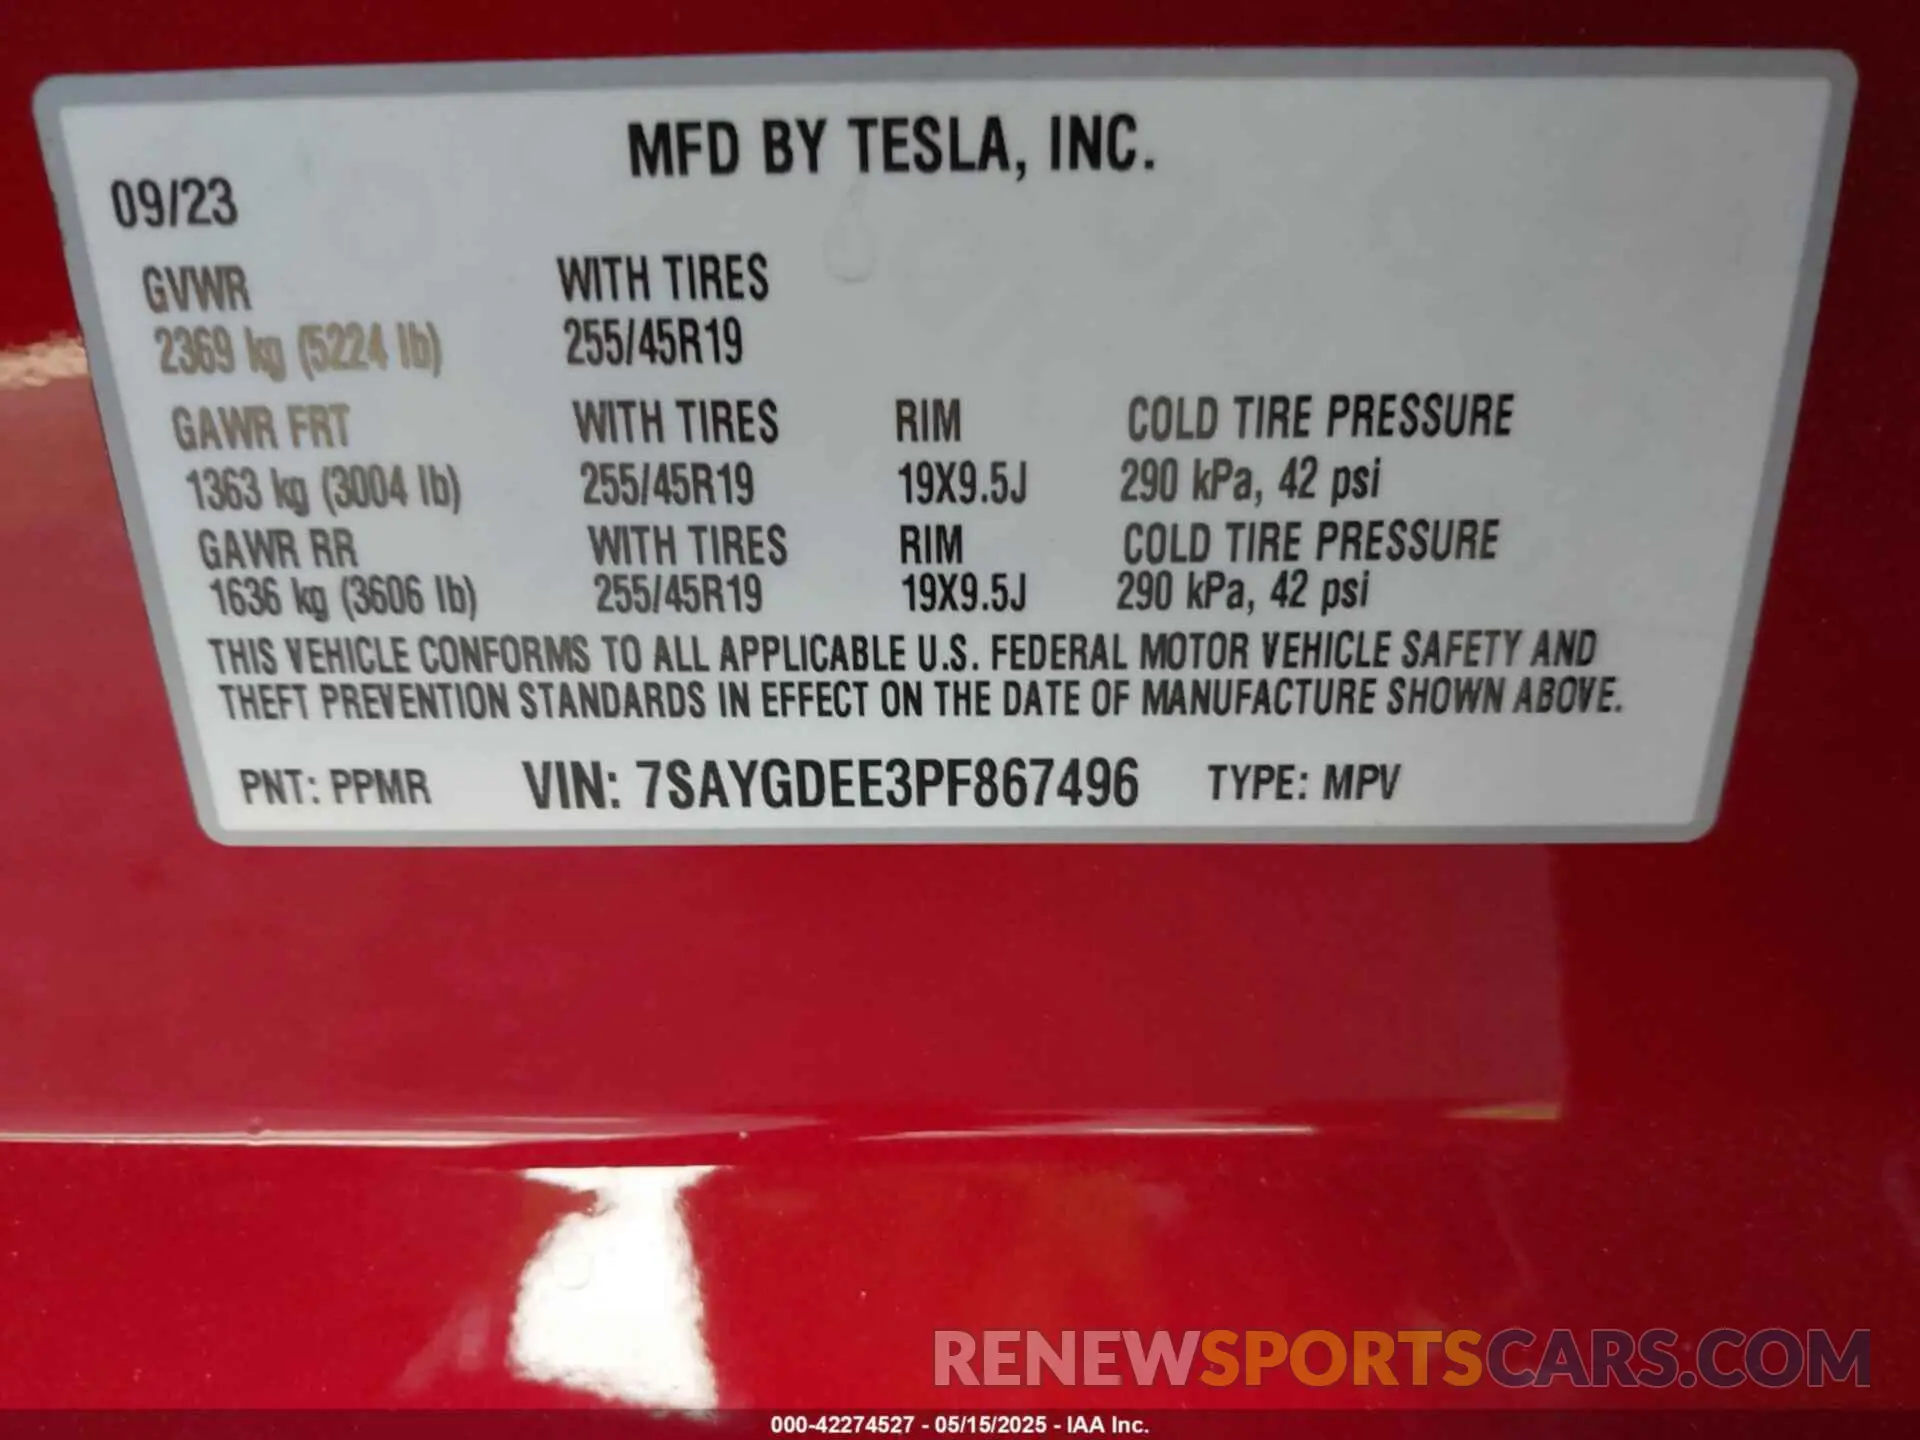 MFD BY TESLA, INC.
09/23
GVWR WITH TIRES
2369 kg (5224 lb) 255/45R19
GAWR FRT WITH TIRES RIM COLD TIRE PRESSURE
1363 kg (3004 lb) 255/45R19 19X9.5J 290 kPa, 42 psi
GAWR RR WITH TIRES RIM COLD TIRE PRESSURE
1636 kg (3606 lb) 255/45R19 19X9.5J 290 kPa, 42 psi
THIS VEHICLE CONFORMS TO ALL APPLICABLE U.S. FEDERAL MOTOR VEHICLE SAFETY AND
THEFT PREVENTION STANDARDS IN EFFECT ON THE DATE OF MANUFACTURE SHOWN ABOVE.
PNT: PPMR VIN: 7SAYGDEE3PF867496 TYPE: MPV
RENEWSPORTSCARS.COM
000-42274527 - 05/15/2025 - IAA Inc.